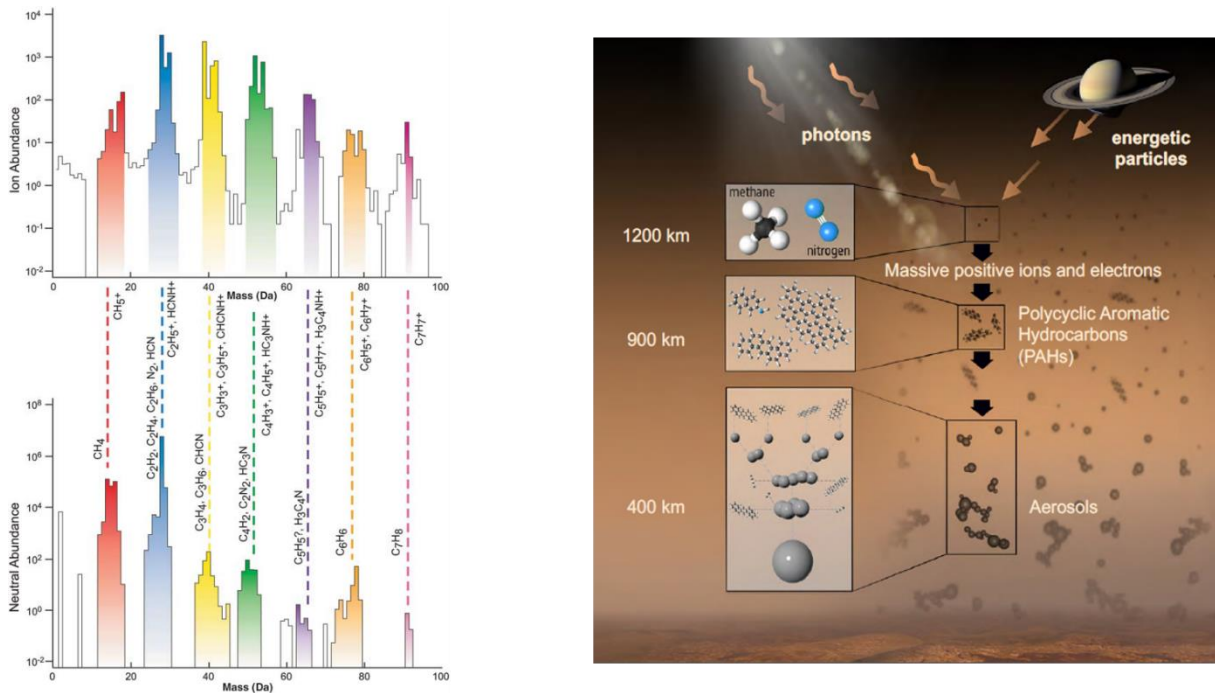 10⁴
10³
10²
10¹
10⁰
10⁻¹
10⁻²
Ion Abundance
0 20 40 60 80 100
Mass (Da)
CH₅+
C₂H₅+, HCNH+
C₃H₃+, C₃H₅+, CHCNH+
C₄H₃+, C₄H₅+, HC₃NH+
C₅H₅+, C₅H₇+, H₃C₄NH+
C₆H₅+, C₆H₇+
C₇H₇+
10⁸
10⁶
10⁴
10²
10⁰
10⁻²
Neutral Abundance
CH₄
C₂H₂, C₂H₄, C₂H₆, N₂, HCN
C₃H₄, C₃H₆, CHCN
C₄H₂, C₂N₂, HC₃N
C₅H₅?, H₃C₄N
C₆H₆
C₇H₈
0 20 40 60 80 100
Mass (Da)
photons
energetic
particles
methane
nitrogen
1200 km
Massive positive ions and electrons
900 km
Polycyclic Aromatic
Hydrocarbons
(PAHs)
400 km
Aerosols